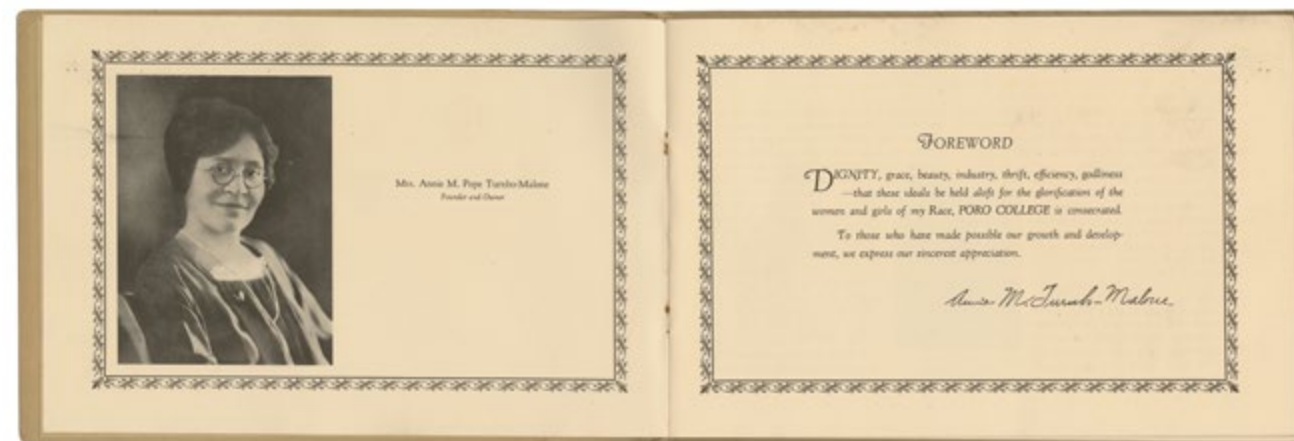 Mrs. Annie M. Pope Turnbo-Malone
Founder and Owner
FOREWORD
DIGNITY, grace, beauty, industry, thrift, efficiency, godliness
—that these ideals be held aloft for the glorification of the
women and girls of my Race, PORO COLLEGE is consecrated.
To those who have made possible our growth and develop-
ment, we express our sincerest appreciation.
Annie M. Turnbo-Malone